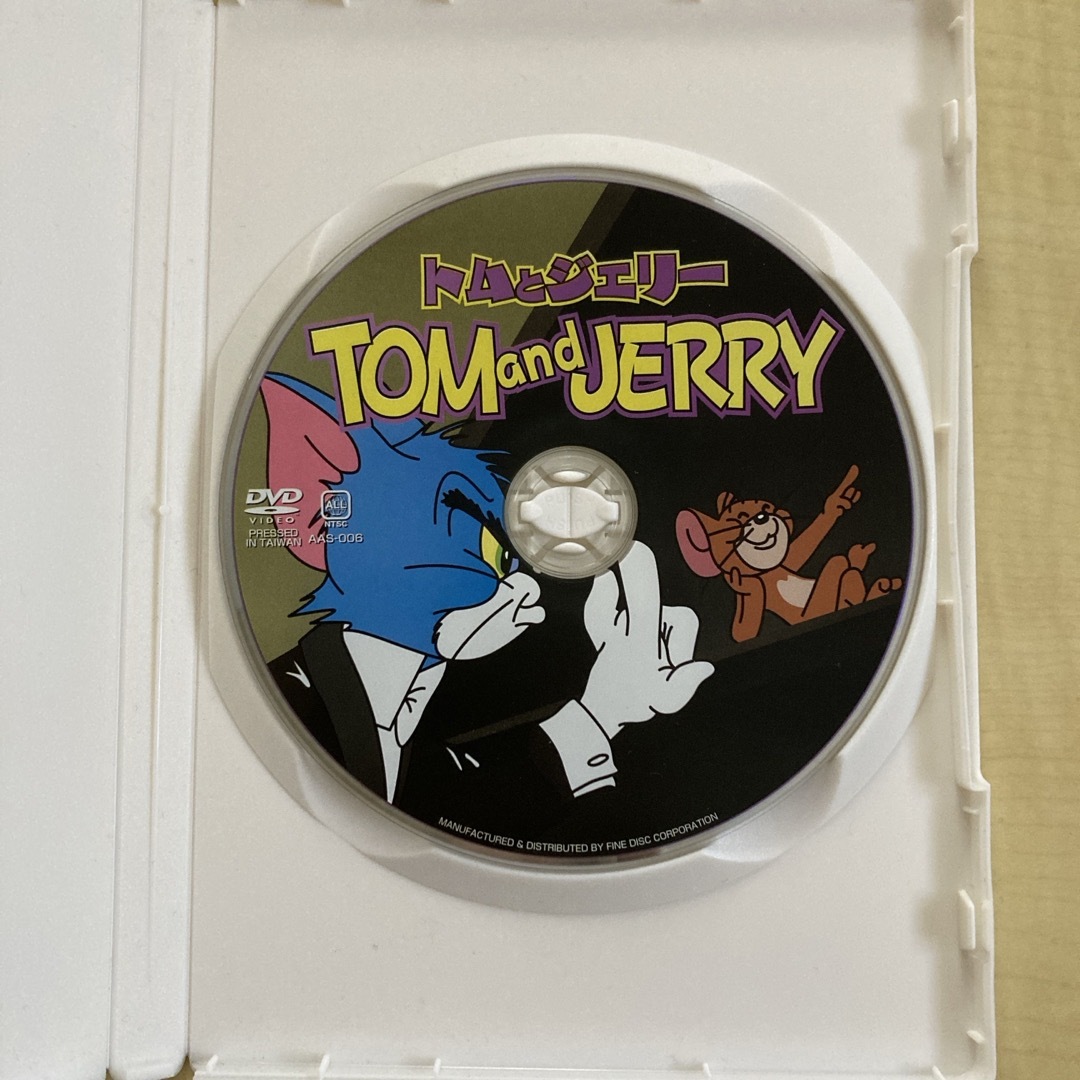 トムとジェリー
TOM and JERRY
DVD
VIDEO
PRESSED
IN TAIWAN
ALL
NTSC
AAS-006
MANUFACTURED & DISTRIBUTED BY FINE DISC CORPORATION